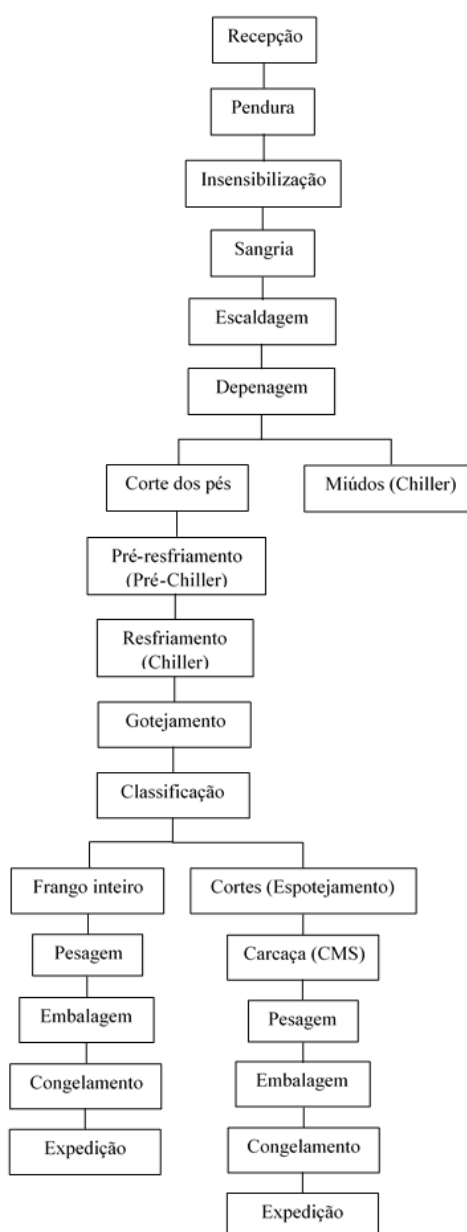 Recepção
Pendura
Insensibilização
Sangria
Escaldagem
Depenagem
Corte dos pés
Miúdos (Chiller)
Pré-resfriamento
(Pré-Chiller)
Resfriamento
(Chiller)
Gotejamento
Classificação
Frango inteiro
Pesagem
Embalagem
Congelamento
Expedição
Cortes (Espotejamento)
Carcaça (CMS)
Pesagem
Embalagem
Congelamento
Expedição